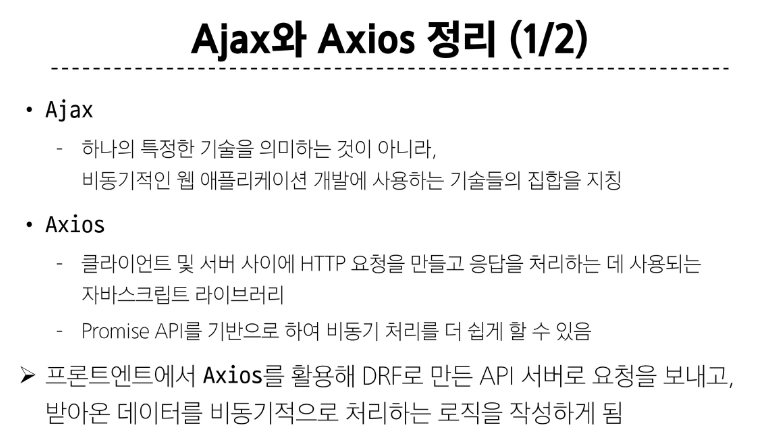 Ajax와 Axios 정리 (1/2)
• Ajax
- 하나의 특정한 기술을 의미하는 것이 아니라,
비동기적인 웹 애플리케이션 개발에 사용하는 기술들의 집합을 지칭
• Axios
- 클라이언트 및 서버 사이에 HTTP 요청을 만들고 응답을 처리하는 데 사용되는
자바스크립트 라이브러리
- Promise API를 기반으로 하여 비동기 처리를 더 쉽게 할 수 있음
➢ 프론트엔트에서 Axios를 활용해 DRF로 만든 API 서버로 요청을 보내고,
받아온 데이터를 비동기적으로 처리하는 로직을 작성하게 됨